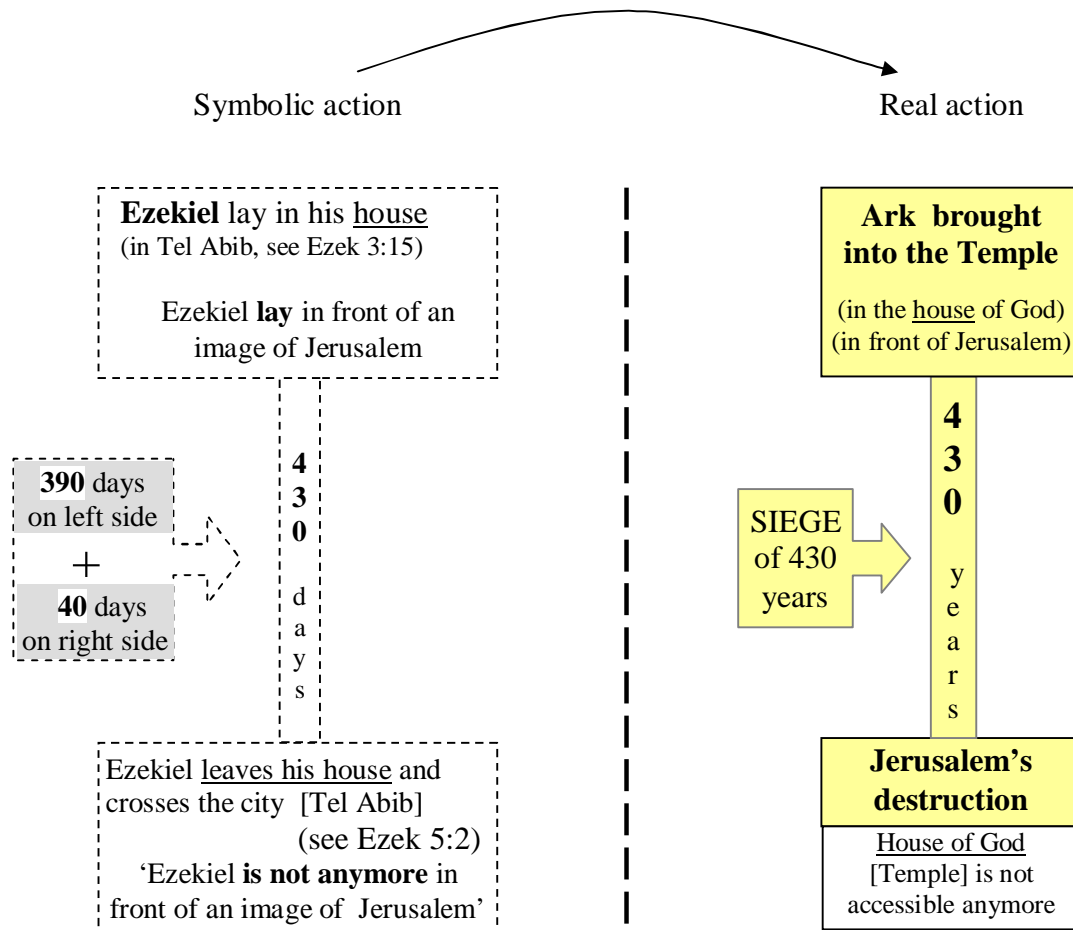 Symbolic action
Real action
Ezekiel lay in his house
(in Tel Abib, see Ezek 3:15)
Ezekiel lay in front of an
image of Jerusalem
Ark brought
into the Temple
(in the house of God)
(in front of Jerusalem)
390 days
on left side
+
40 days
on right side
4
3
0
d
a
y
s
SIEGE
of 430
years
4
3
0
y
e
a
r
s
Ezekiel leaves his house and
crosses the city [Tel Abib]
(see Ezek 5:2)
‘Ezekiel is not anymore in
front of an image of Jerusalem’
Jerusalem’s
destruction
House of God
[Temple] is not
accessible anymore